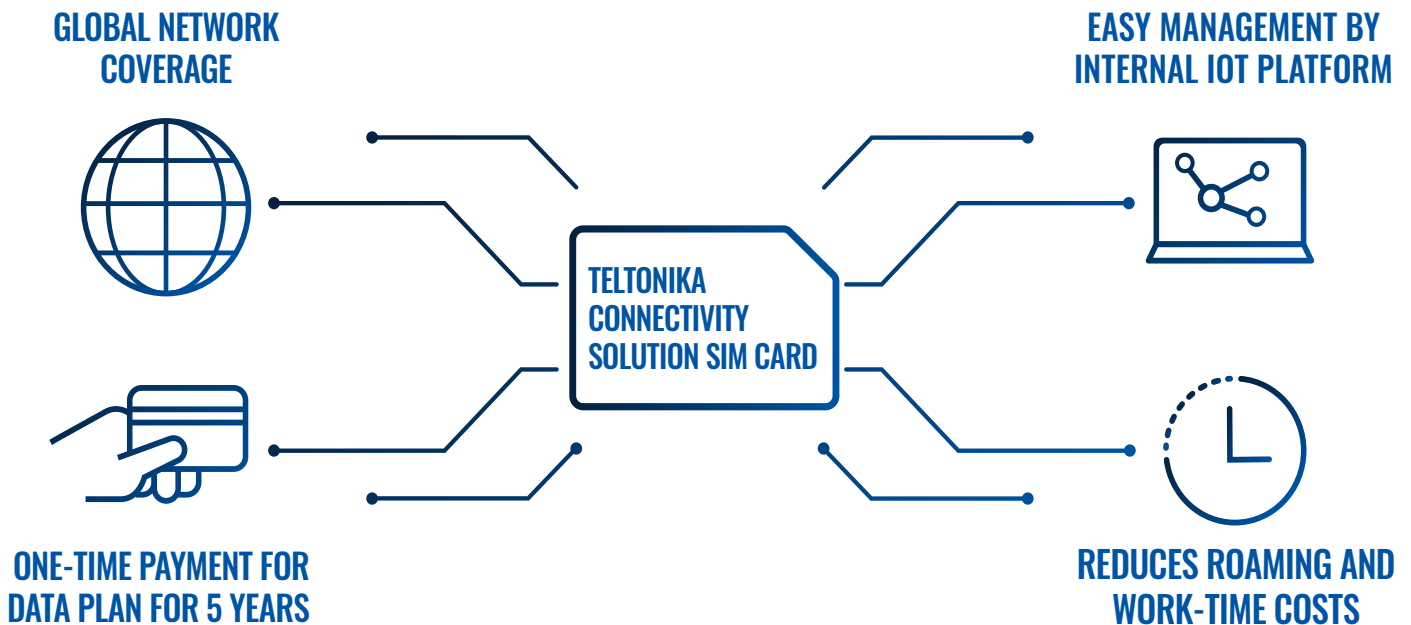 GLOBAL NETWORK
COVERAGE
EASY MANAGEMENT BY
INTERNAL IOT PLATFORM
TELTONIKA
CONNECTIVITY
SOLUTION SIM CARD
ONE-TIME PAYMENT FOR
DATA PLAN FOR 5 YEARS
REDUCES ROAMING AND
WORK-TIME COSTS